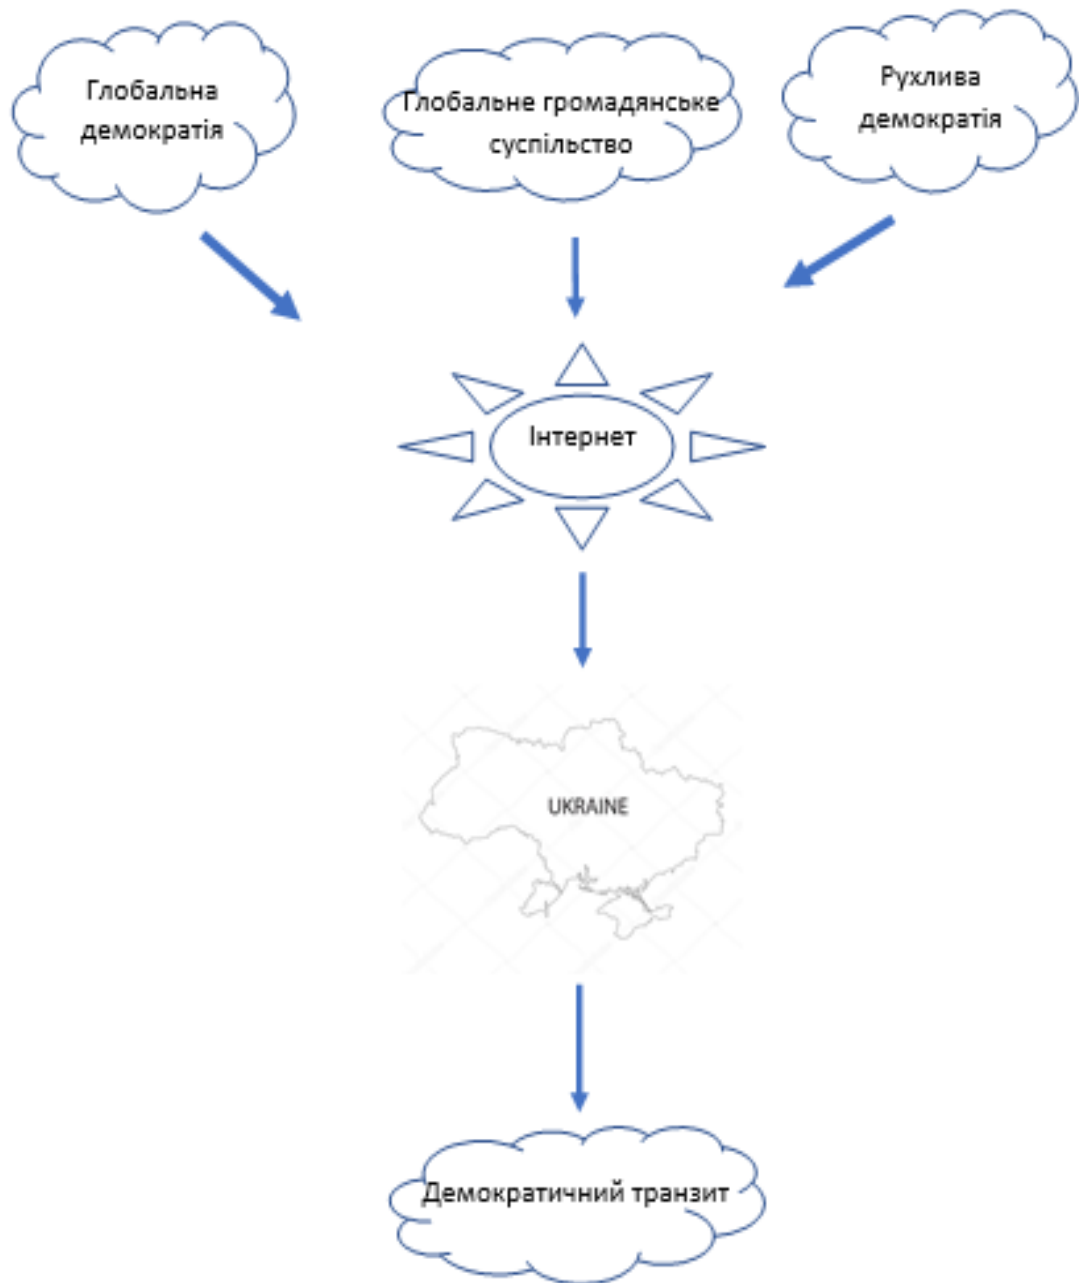 Глобальна
демократія
Глобальне громадянське
суспільство
Рухлива
демократія
Інтернет
UKRAINE
Демократичний транзит